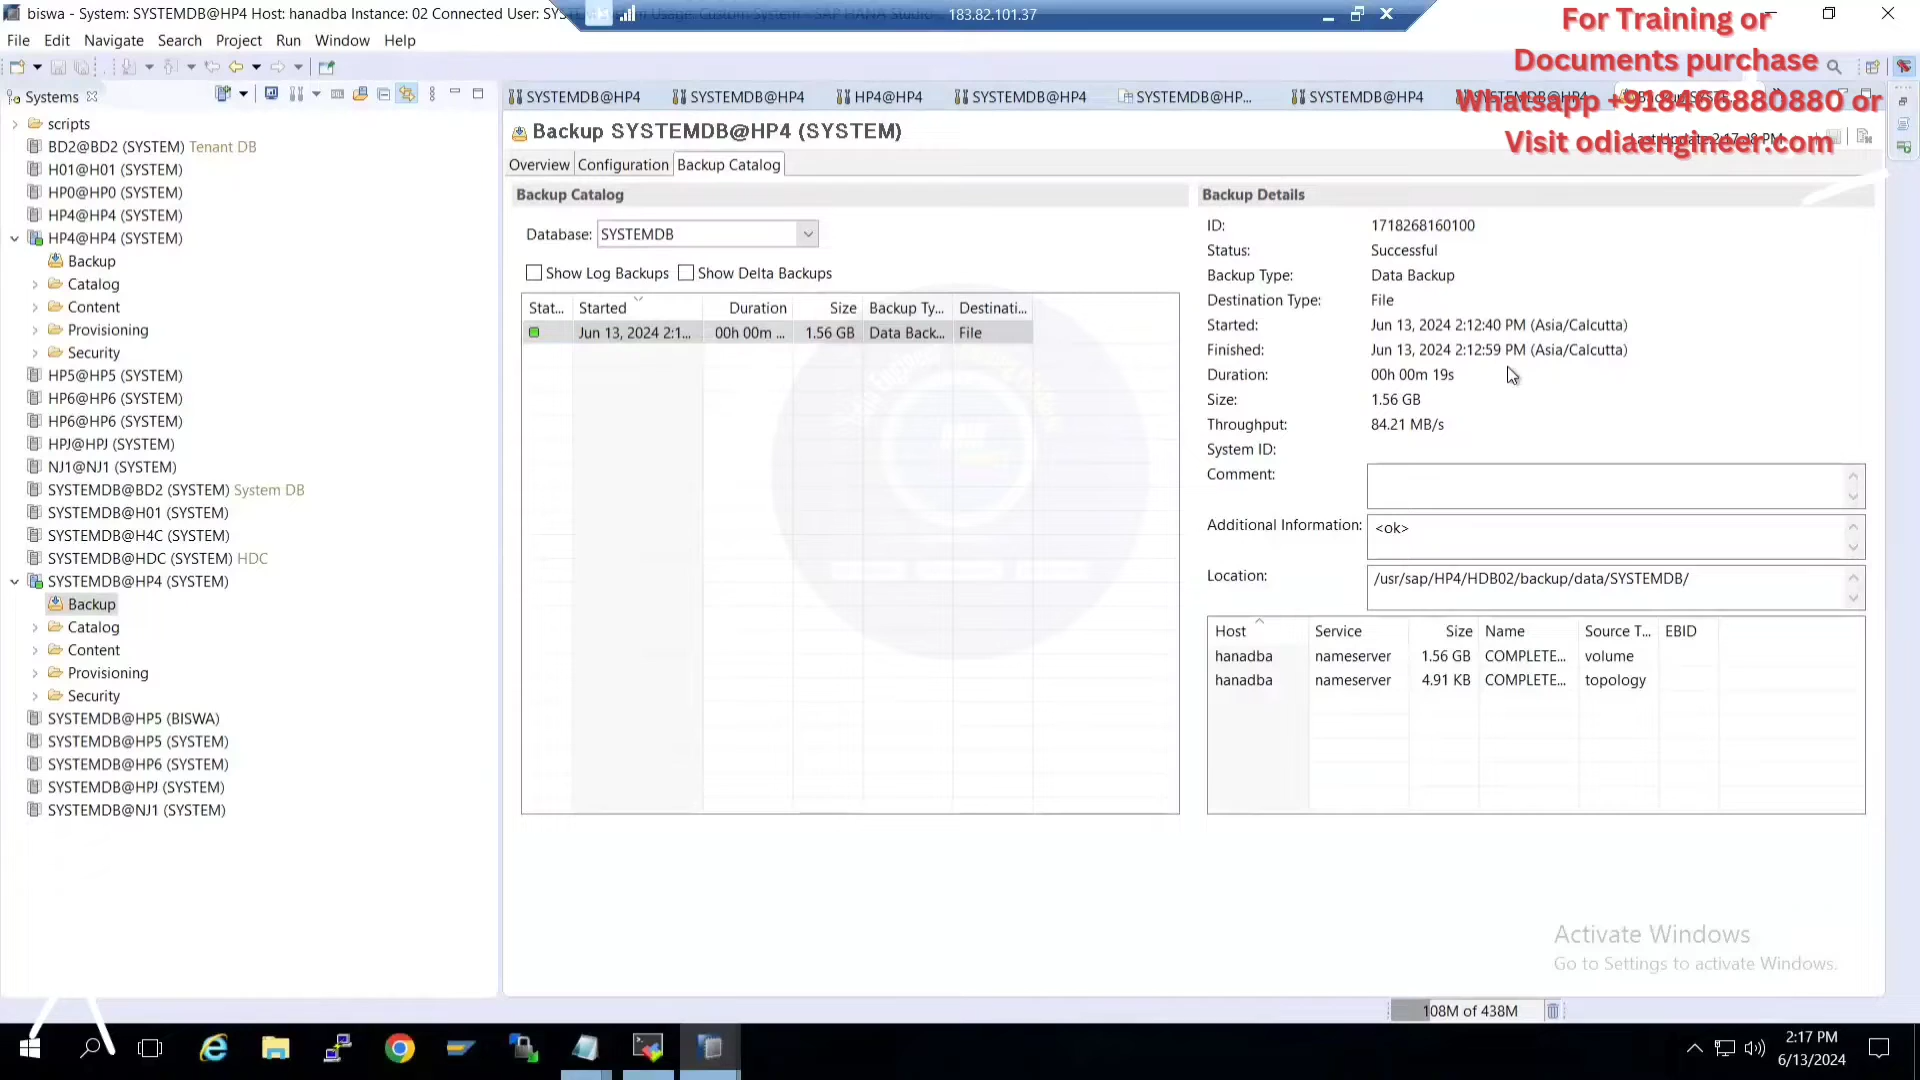 biswa - System: SYSTEMDB@HP4 Host: hanadba Instance: 02 Connected User: SY
183.82.101.37
For Training or
Documents purchase
Whatsapp +918466880880 or
Visit odiaengineer.com
File Edit Navigate Search Project Run Window Help
Systems
SYSTEMDB@HP4 SYSTEMDB@HP4 HP4@HP4 SYSTEMDB@HP4 SYSTEMDB@HP... SYSTEMDB@HP4
Backup SYSTEMDB@HP4 (SYSTEM)
Overview Configuration Backup Catalog
scripts
BD2@BD2 (SYSTEM) Tenant DB
H01@H01 (SYSTEM)
HP0@HP0 (SYSTEM)
HP4@HP4 (SYSTEM)
HP4@HP4 (SYSTEM)
Backup
Catalog
Content
Provisioning
Security
HP5@HP5 (SYSTEM)
HP6@HP6 (SYSTEM)
HP6@HP6 (SYSTEM)
HPJ@HPJ (SYSTEM)
NJ1@NJ1 (SYSTEM)
SYSTEMDB@BD2 (SYSTEM) System DB
SYSTEMDB@H01 (SYSTEM)
SYSTEMDB@H4C (SYSTEM)
SYSTEMDB@HDC (SYSTEM) HDC
SYSTEMDB@HP4 (SYSTEM)
Backup
Catalog
Content
Provisioning
Security
SYSTEMDB@HP5 (BISWA)
SYSTEMDB@HP5 (SYSTEM)
SYSTEMDB@HP6 (SYSTEM)
SYSTEMDB@HPJ (SYSTEM)
SYSTEMDB@NJ1 (SYSTEM)
Backup Catalog
Database: SYSTEMDB
Show Log Backups Show Delta Backups
Stat... Started Duration Size Backup Ty... Destinati...
Jun 13, 2024 2:1... 00h 00m ... 1.56 GB Data Back... File
Backup Details
ID: 1718268160100
Status: Successful
Backup Type: Data Backup
Destination Type: File
Started: Jun 13, 2024 2:12:40 PM (Asia/Calcutta)
Finished: Jun 13, 2024 2:12:59 PM (Asia/Calcutta)
Duration: 00h 00m 19s
Size: 1.56 GB
Throughput: 84.21 MB/s
System ID:
Comment:
Additional Information: <ok>
Location: /usr/sap/HP4/HDB02/backup/data/SYSTEMDB/
Host Service Size Name Source T... EBID
hanadba nameserver 1.56 GB COMPLETE... volume
hanadba nameserver 4.91 KB COMPLETE... topology
Activate Windows
Go to Settings to activate Windows.
108M of 438M
2:17 PM
6/13/2024